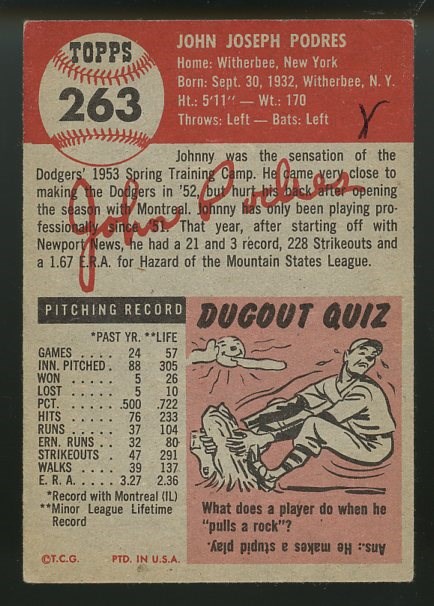 TOPPS
263
JOHN JOSEPH PODRES
Home: Witherbee, New York
Born: Sept. 30, 1932, Witherbee, N. Y.
Ht.: 5'11" — Wt.: 170
Throws: Left — Bats: Left
Johnny was the sensation of the
Dodgers' 1953 Spring Training Camp. He came very close to
making the Dodgers in '52, but hurt his back after opening
the season with Montreal. Johnny has only been playing pro-
fessionally since '51. That year, after starting off with
Newport News, he had a 21 and 3 record, 228 Strikeouts and
a 1.67 E.R.A. for Hazard of the Mountain States League.
John Podres
PITCHING RECORD
*PAST YR. **LIFE
GAMES .... 24 57
INN. PITCHED. 88 305
WON ..... 5 26
LOST ..... 5 10
PCT. ..... .500 .722
HITS ..... 76 233
RUNS ..... 37 104
ERN. RUNS .. 32 80
STRIKEOUTS . 47 291
WALKS .... 39 137
E. R. A. .... 3.27 2.36
*Record with Montreal (IL)
**Minor League Lifetime
Record
©T.C.G. PTD. IN U.S.A.
DUGOUT QUIZ
What does a player do when he
"pulls a rock"?
Ans.: He makes a stupid play.